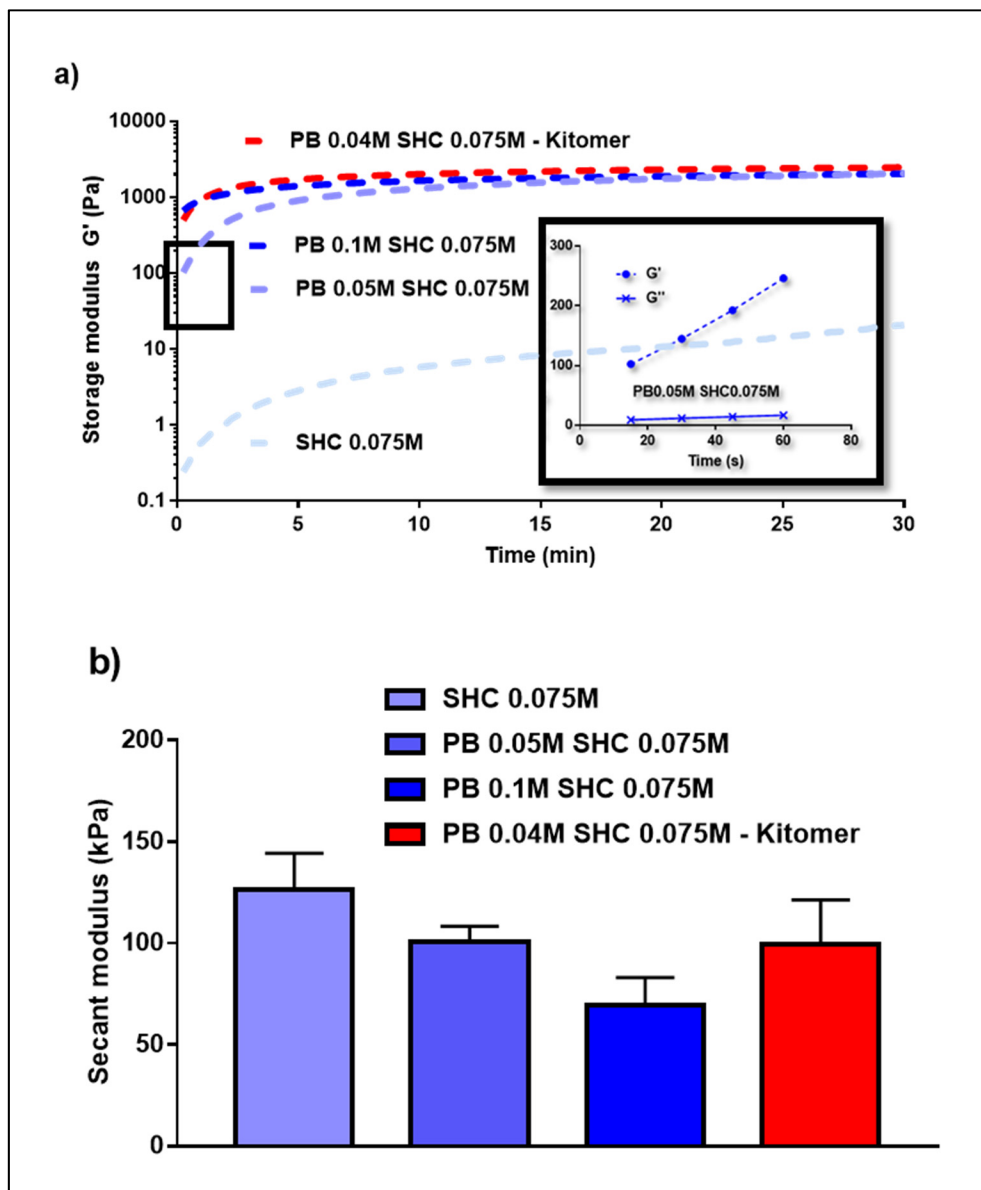 a)
10000
1000
100
10
1
0.1
Storage modulus G' (Pa)
PB 0.04M SHC 0.075M - Kitomer
PB 0.1M SHC 0.075M
PB 0.05M SHC 0.075M
SHC 0.075M
300
200
100
0
G'
G''
PB0.05M SHC0.075M
0 20 40 60 80
Time (s)
0 5 10 15 20 25 30
Time (min)
b)
SHC 0.075M
PB 0.05M SHC 0.075M
PB 0.1M SHC 0.075M
PB 0.04M SHC 0.075M - Kitomer
200
150
100
50
0
Secant modulus (kPa)